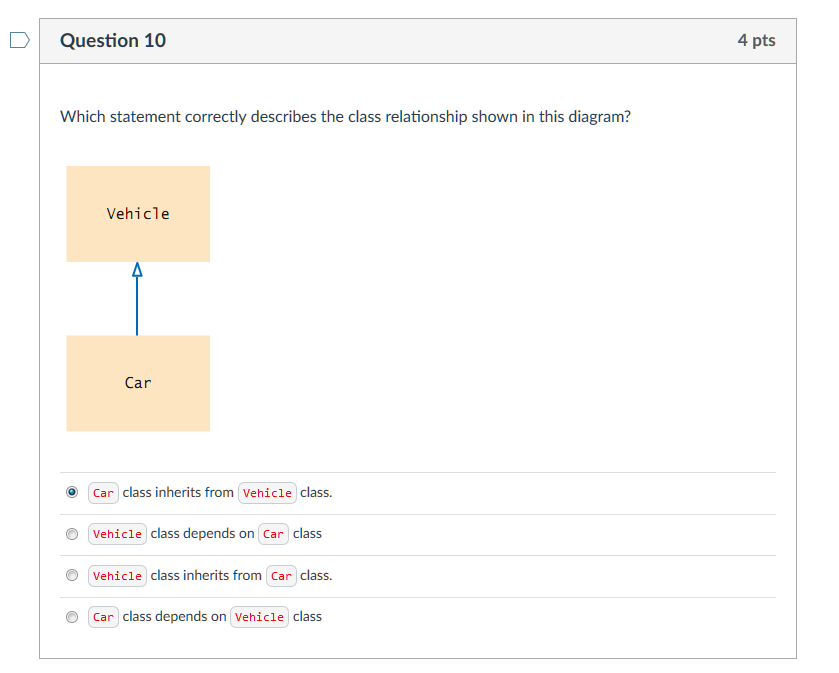 Question 10
4 pts
Which statement correctly describes the class relationship shown in this diagram?
Vehicle
Car
Car class inherits from Vehicle class.
Vehicle class depends on Car class
Vehicle class inherits from Car class.
Car class depends on Vehicle class